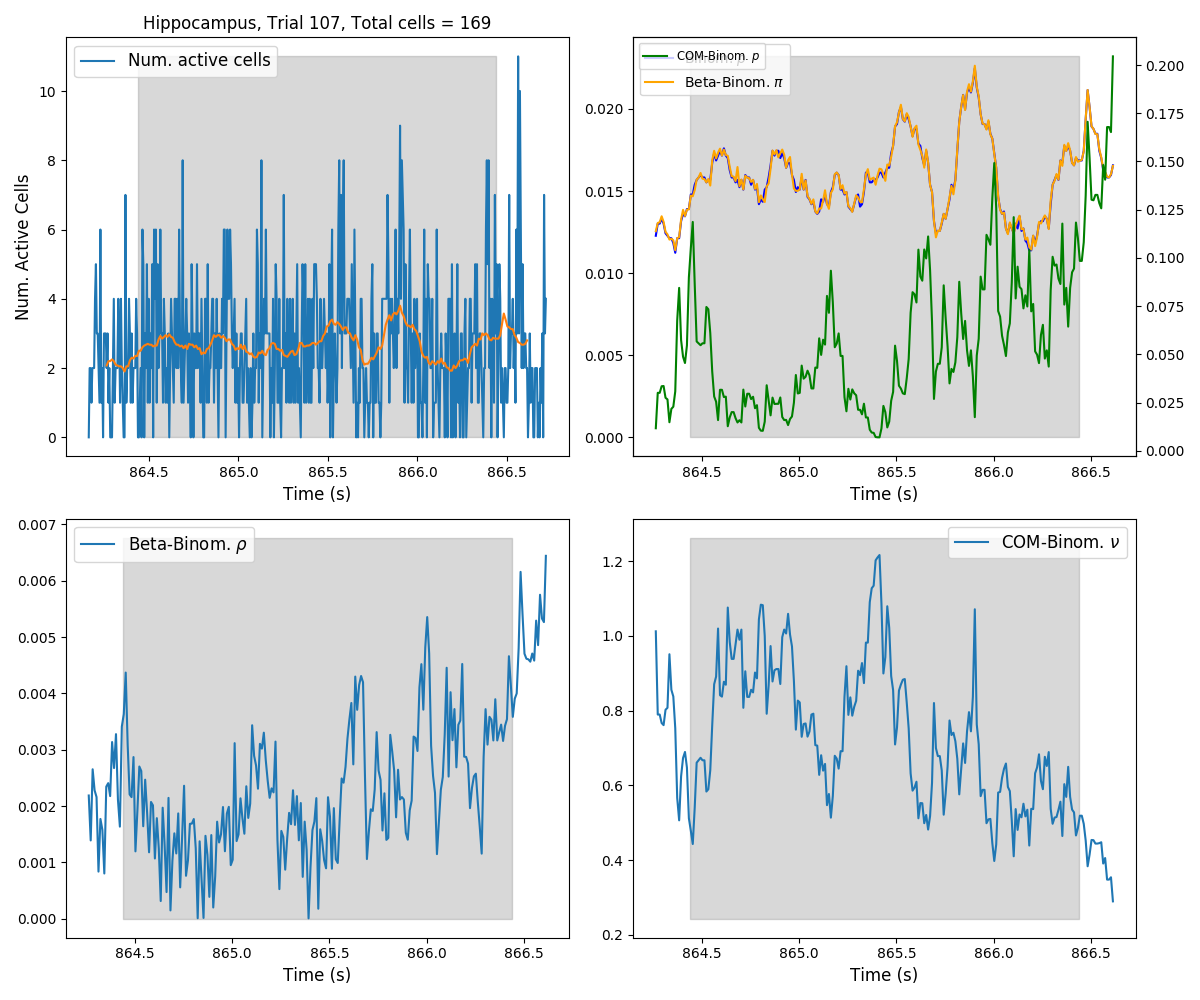 Hippocampus, Trial 107, Total cells = 169
Num. active cells
Num. Active Cells
10
8
6
4
2
0
864.5 865.0 865.5 866.0 866.5
Time (s)
COM-Binom. p
Beta-Binom. π
0.020
0.015
0.010
0.005
0.000
0.200
0.175
0.150
0.125
0.100
0.075
0.050
0.025
0.000
864.5 865.0 865.5 866.0 866.5
Time (s)
Beta-Binom. ρ
0.007
0.006
0.005
0.004
0.003
0.002
0.001
0.000
864.5 865.0 865.5 866.0 866.5
Time (s)
COM-Binom. ν
1.2
1.0
0.8
0.6
0.4
0.2
864.5 865.0 865.5 866.0 866.5
Time (s)